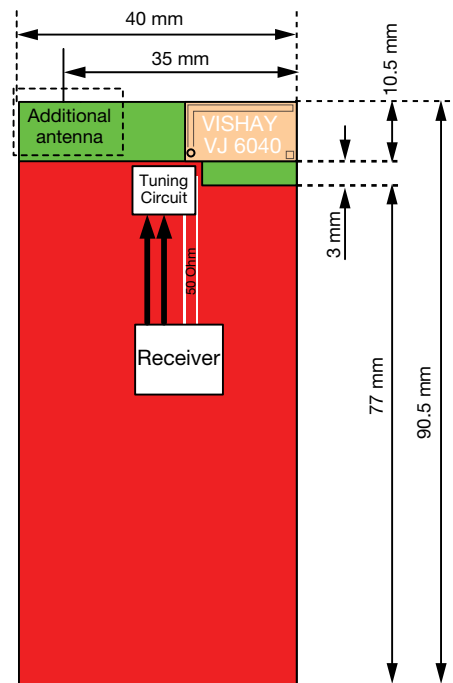 40 mm
35 mm
10.5 mm
Additional
antenna
VISHAY
VJ 6040
Tuning
Circuit
3 mm
50 Ohm
Receiver
77 mm
90.5 mm